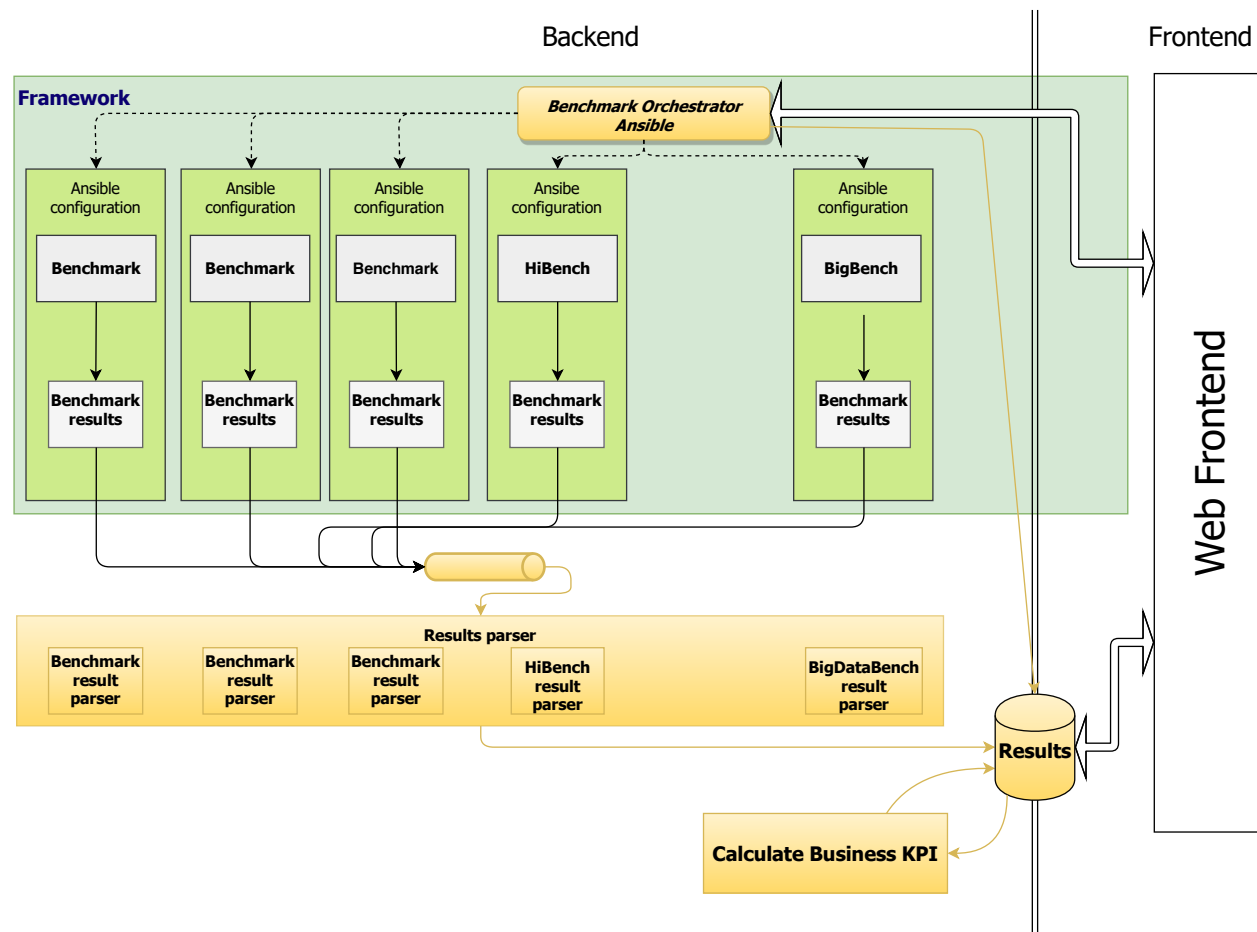 Backend
Frontend
Framework
Benchmark Orchestrator
Ansible
Ansible
configuration
Ansible
configuration
Ansible
configuration
Ansibe
configuration
Ansible
configuration
Benchmark
Benchmark
Benchmark
HiBench
BigBench
Benchmark
results
Benchmark
results
Benchmark
results
Benchmark
results
Benchmark
results
Web Frontend
Results parser
Benchmark
result
parser
Benchmark
result
parser
Benchmark
result
parser
HiBench
result
parser
BigDataBench
result
parser
Results
Calculate Business KPI